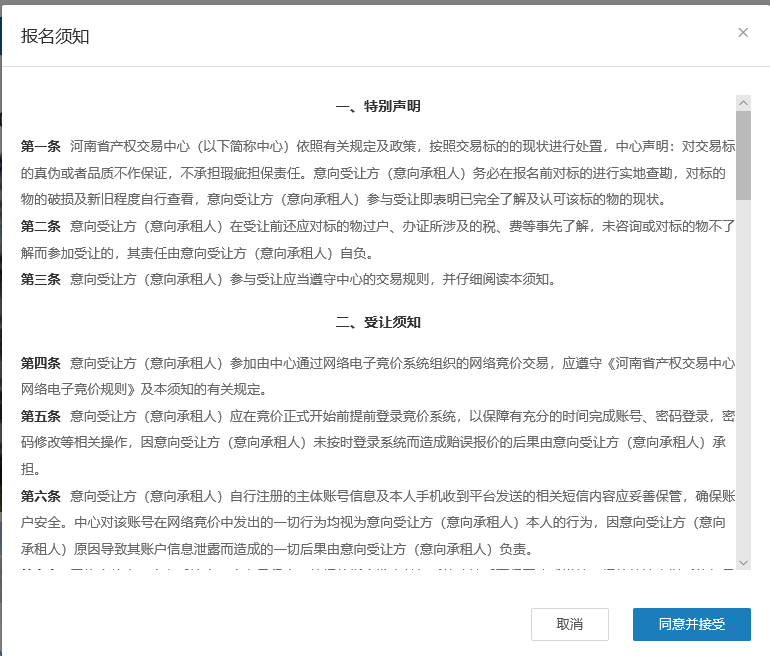 报名须知
一、特别声明
第一条 河南省产权交易中心（以下简称中心）依照有关规定及政策，按照交易标的的现状进行处置，中心声明：对交易标
的真伪或者品质不作保证，不承担瑕疵担保责任。意向受让方（意向承租人）务必在报名前对标的进行实地查勘，对标的
物的破损及新旧程度自行查看，意向受让方（意向承租人）参与受让即表明已完全了解及认可该标的物的现状。
第二条 意向受让方（意向承租人）在受让前还应对标的物过户、办证所涉及的税、费等事先了解，未咨询或对标的物不了
解而参加受让的，其责任由意向受让方（意向承租人）自负。
第三条 意向受让方（意向承租人）参与受让应当遵守中心的交易规则，并仔细阅读本须知。
二、受让须知
第四条 意向受让方（意向承租人）参加由中心通过网络电子竞价系统组织的网络竞价交易，应遵守《河南省产权交易中心
网络电子竞价规则》及本须知的有关规定。
第五条 意向受让方（意向承租人）应在竞价正式开始前提前登录竞价系统，以保障有充分的时间完成账号、密码登录，密
码修改等相关操作，因意向受让方（意向承租人）未按时登录系统而造成贻误报价的后果由意向受让方（意向承租人）承
担。
第六条 意向受让方（意向承租人）自行注册的主体账号信息及本人手机收到平台发送的相关短信内容应妥善保管，确保账
户安全。中心对该账号在网络竞价中发出的一切行为均视为意向受让方（意向承租人）本人的行为，因意向受让方（意向
承租人）原因导致其账户信息泄露而造成的一切后果由意向受让方（意向承租人）负责。
取消
同意并接受